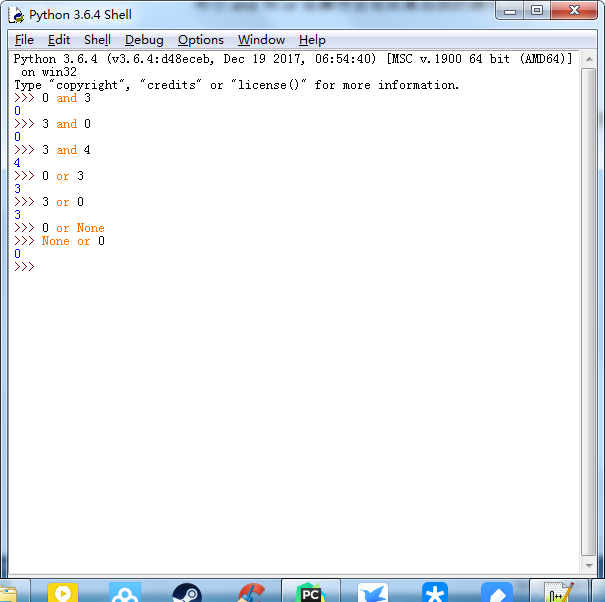 Python 3.6.4 Shell
File Edit Shell Debug Options Window Help
Python 3.6.4 (v3.6.4:d48eceb, Dec 19 2017, 06:54:40) [MSC v.1900 64 bit (AMD64)]
on win32
Type "copyright", "credits" or "license()" for more information.
>>> 0 and 3
0
>>> 3 and 0
0
>>> 3 and 4
4
>>> 0 or 3
3
>>> 3 or 0
3
>>> 0 or None
>>> None or 0
0
>>>
PC